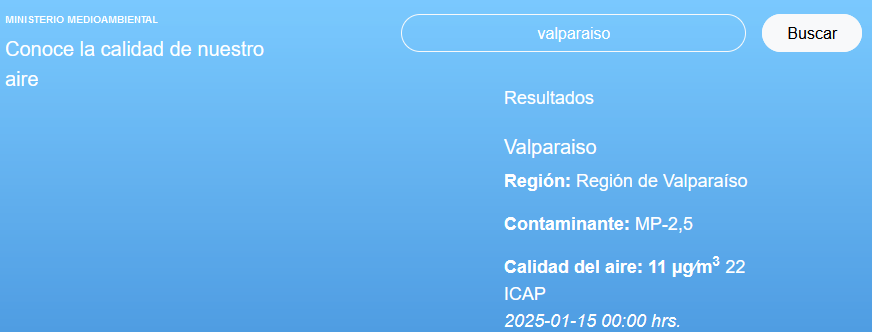 MINISTERIO MEDIOAMBIENTAL
Conoce la calidad de nuestro
aire
valparaiso
Buscar
Resultados
Valparaiso
Región: Región de Valparaíso
Contaminante: MP-2,5
Calidad del aire: 11 µg⁄m³ 22
ICAP
2025-01-15 00:00 hrs.